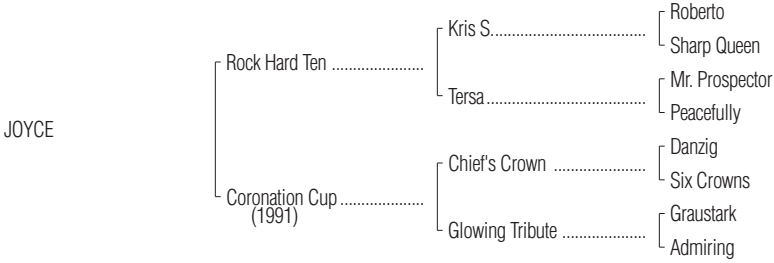 Roberto
Kris S. ......................................
Sharp Queen
Rock Hard Ten .......................
Mr. Prospector
Tersa ........................................
Peacefully
JOYCE
Danzig
Chief's Crown .......................
Six Crowns
Coronation Cup .....................
(1991)
Graustark
Glowing Tribute .....................
Admiring